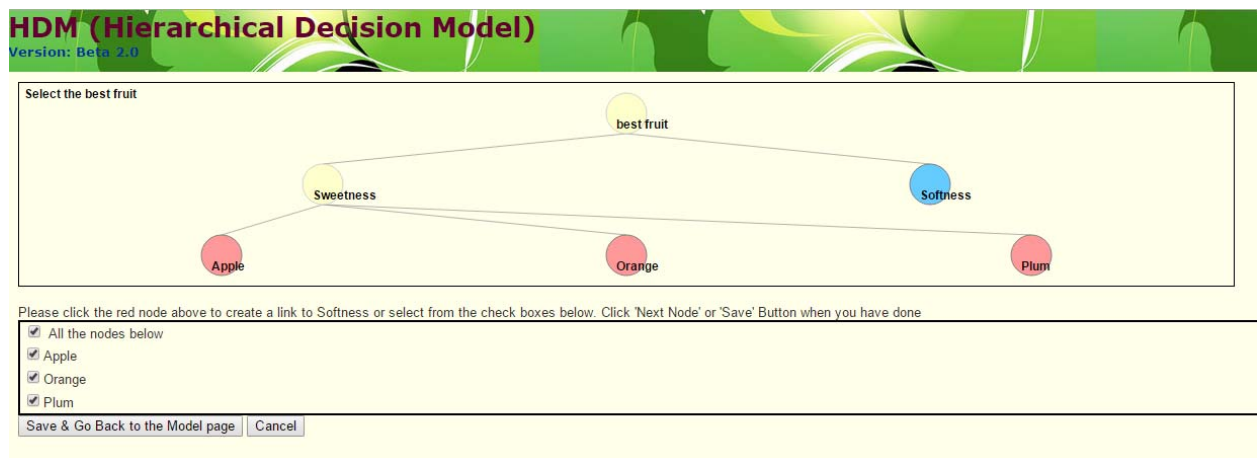 HDM (Hierarchical Decision Model)
Version: Beta 2.0
Select the best fruit
best fruit
Sweetness
Softness
Apple
Orange
Plum
Please click the red node above to create a link to Softness or select from the check boxes below. Click 'Next Node' or 'Save' Button when you have done
All the nodes below
Apple
Orange
Plum
Save & Go Back to the Model page
Cancel